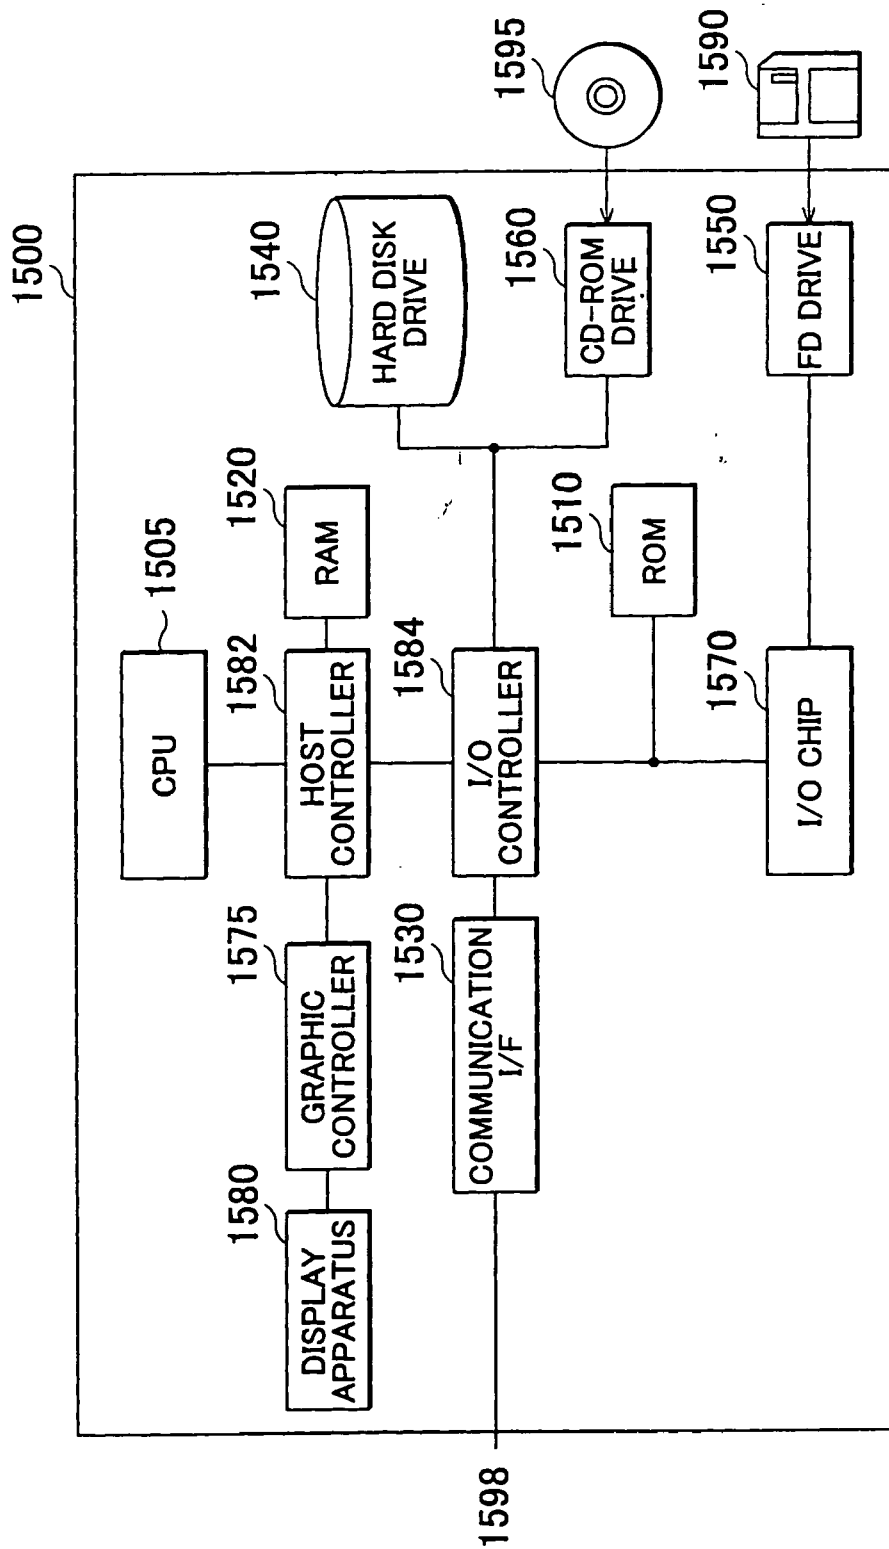 1500
1505
CPU
1580
DISPLAY
APPARATUS
1575
GRAPHIC
CONTROLLER
1582
HOST
CONTROLLER
1520
RAM
1540
HARD DISK
DRIVE
1598
1530
COMMUNICATION
I/F
1584
I/O
CONTROLLER
1560
CD-ROM
DRIVE
1595
1510
ROM
1570
I/O CHIP
1550
FD DRIVE
1590